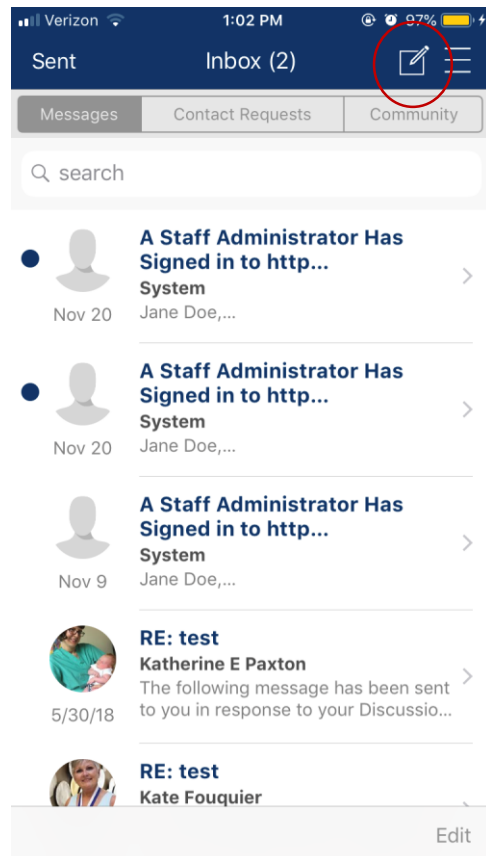 Verizon 1:02 PM 97%
Sent Inbox (2)
Messages Contact Requests Community
search
A Staff Administrator Has
Signed in to http...
System
Nov 20 Jane Doe,...
A Staff Administrator Has
Signed in to http...
System
Nov 20 Jane Doe,...
A Staff Administrator Has
Signed in to http...
System
Nov 9 Jane Doe,...
RE: test
Katherine E Paxton
The following message has been sent
5/30/18 to you in response to your Discussio...
RE: test
Kate Fouquier
Edit